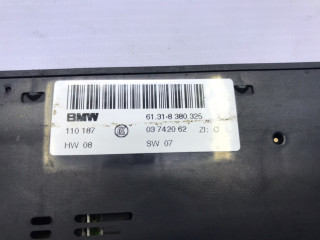 BMW 61.31-8 380 325
110 187 03 7420 62 ZI: C
HW 08 SW 07